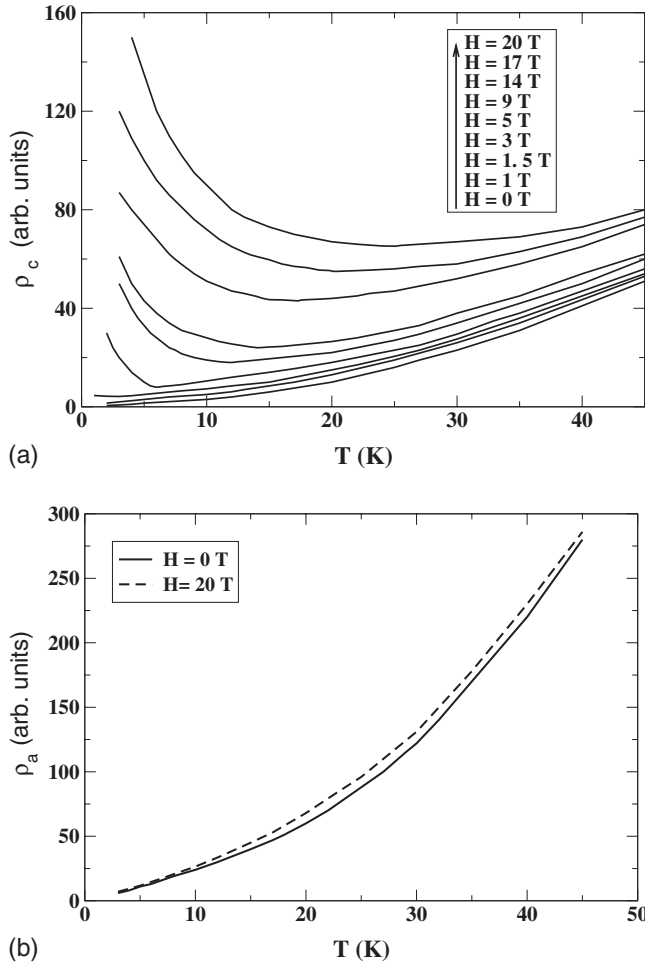 160
120
80
40
0
ρc (arb. units)
H = 20 T
H = 17 T
H = 14 T
H = 9 T
H = 5 T
H = 3 T
H = 1. 5 T
H = 1 T
H = 0 T
0 10 20 30 40
(a) T (K)
300
250
200
150
100
50
0
ρa (arb. units)
H = 0 T
H= 20 T
0 10 20 30 40 50
(b) T (K)